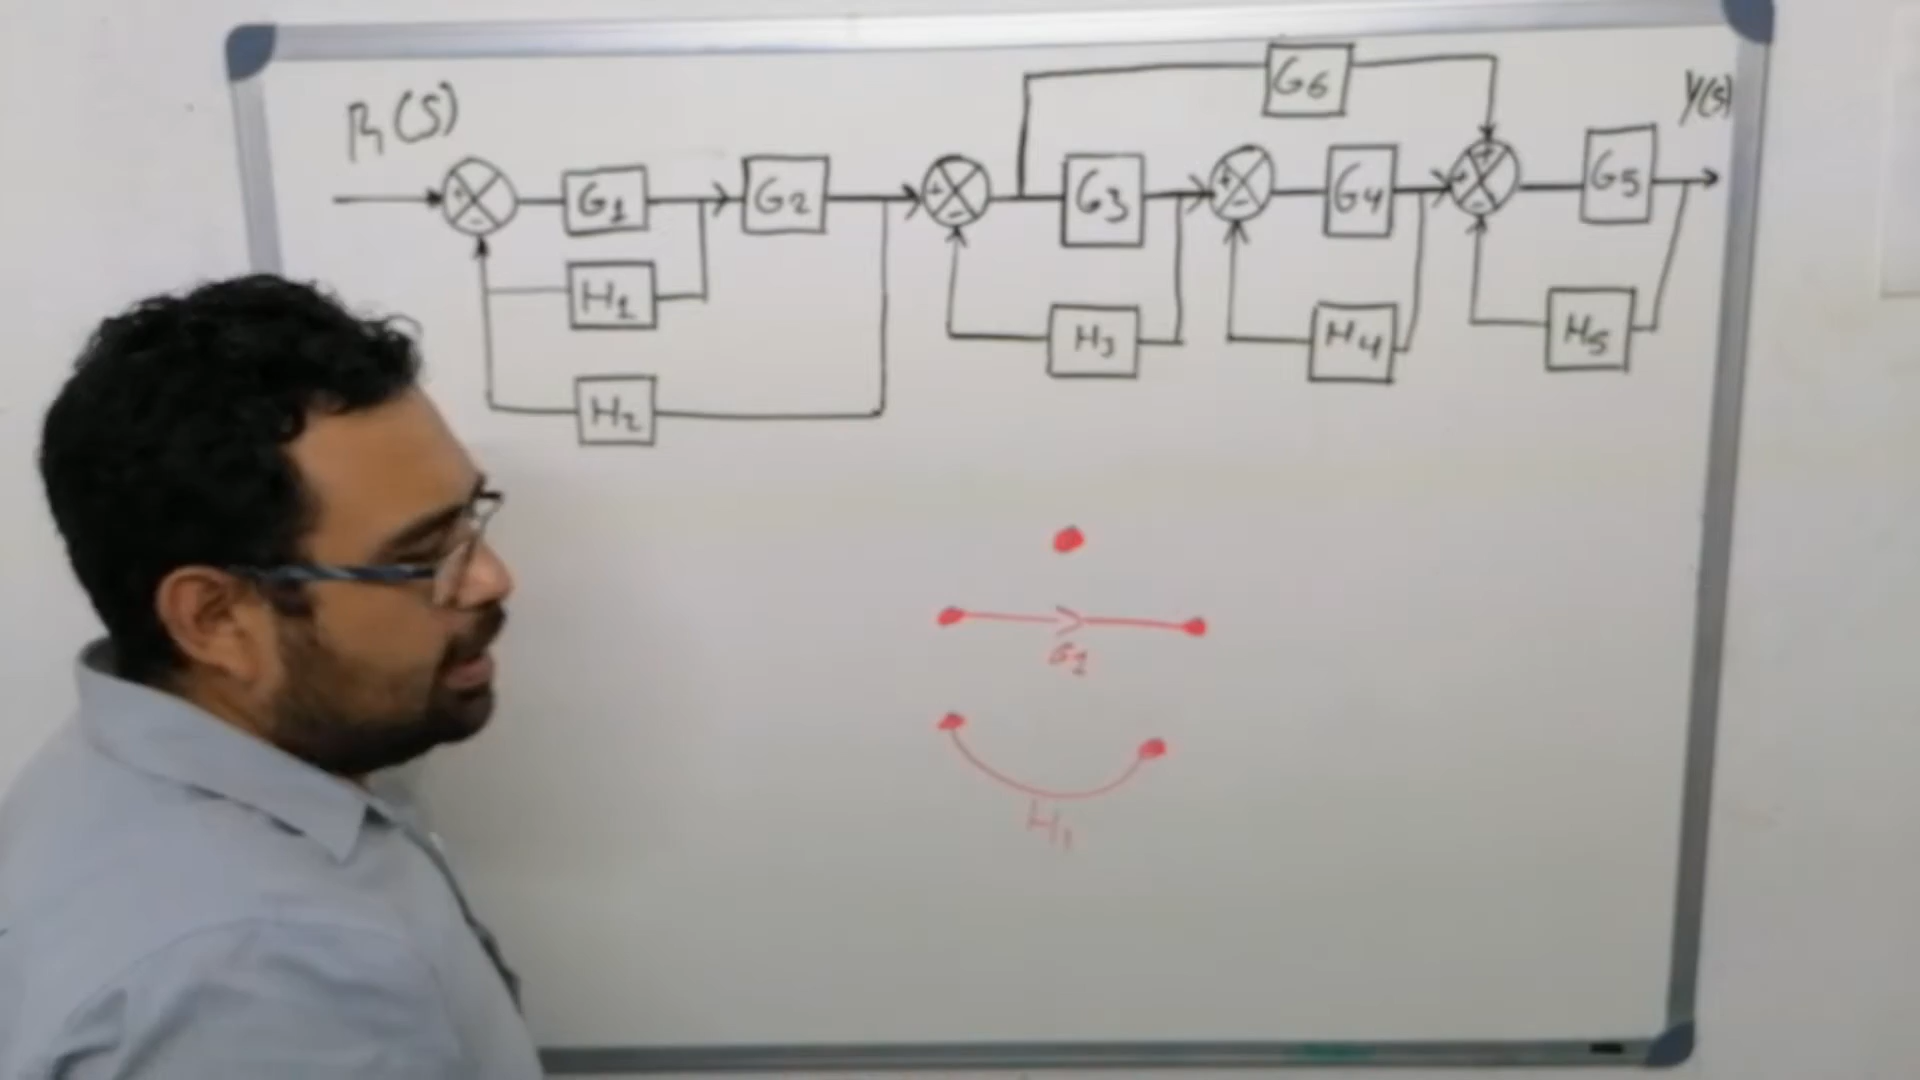 R(S)
G6
Y(s)
+
G1
G2
+
G3
+
G4
+
+
G5
-
-
-
-
H1
H3
H4
H5
H2
G1
H1